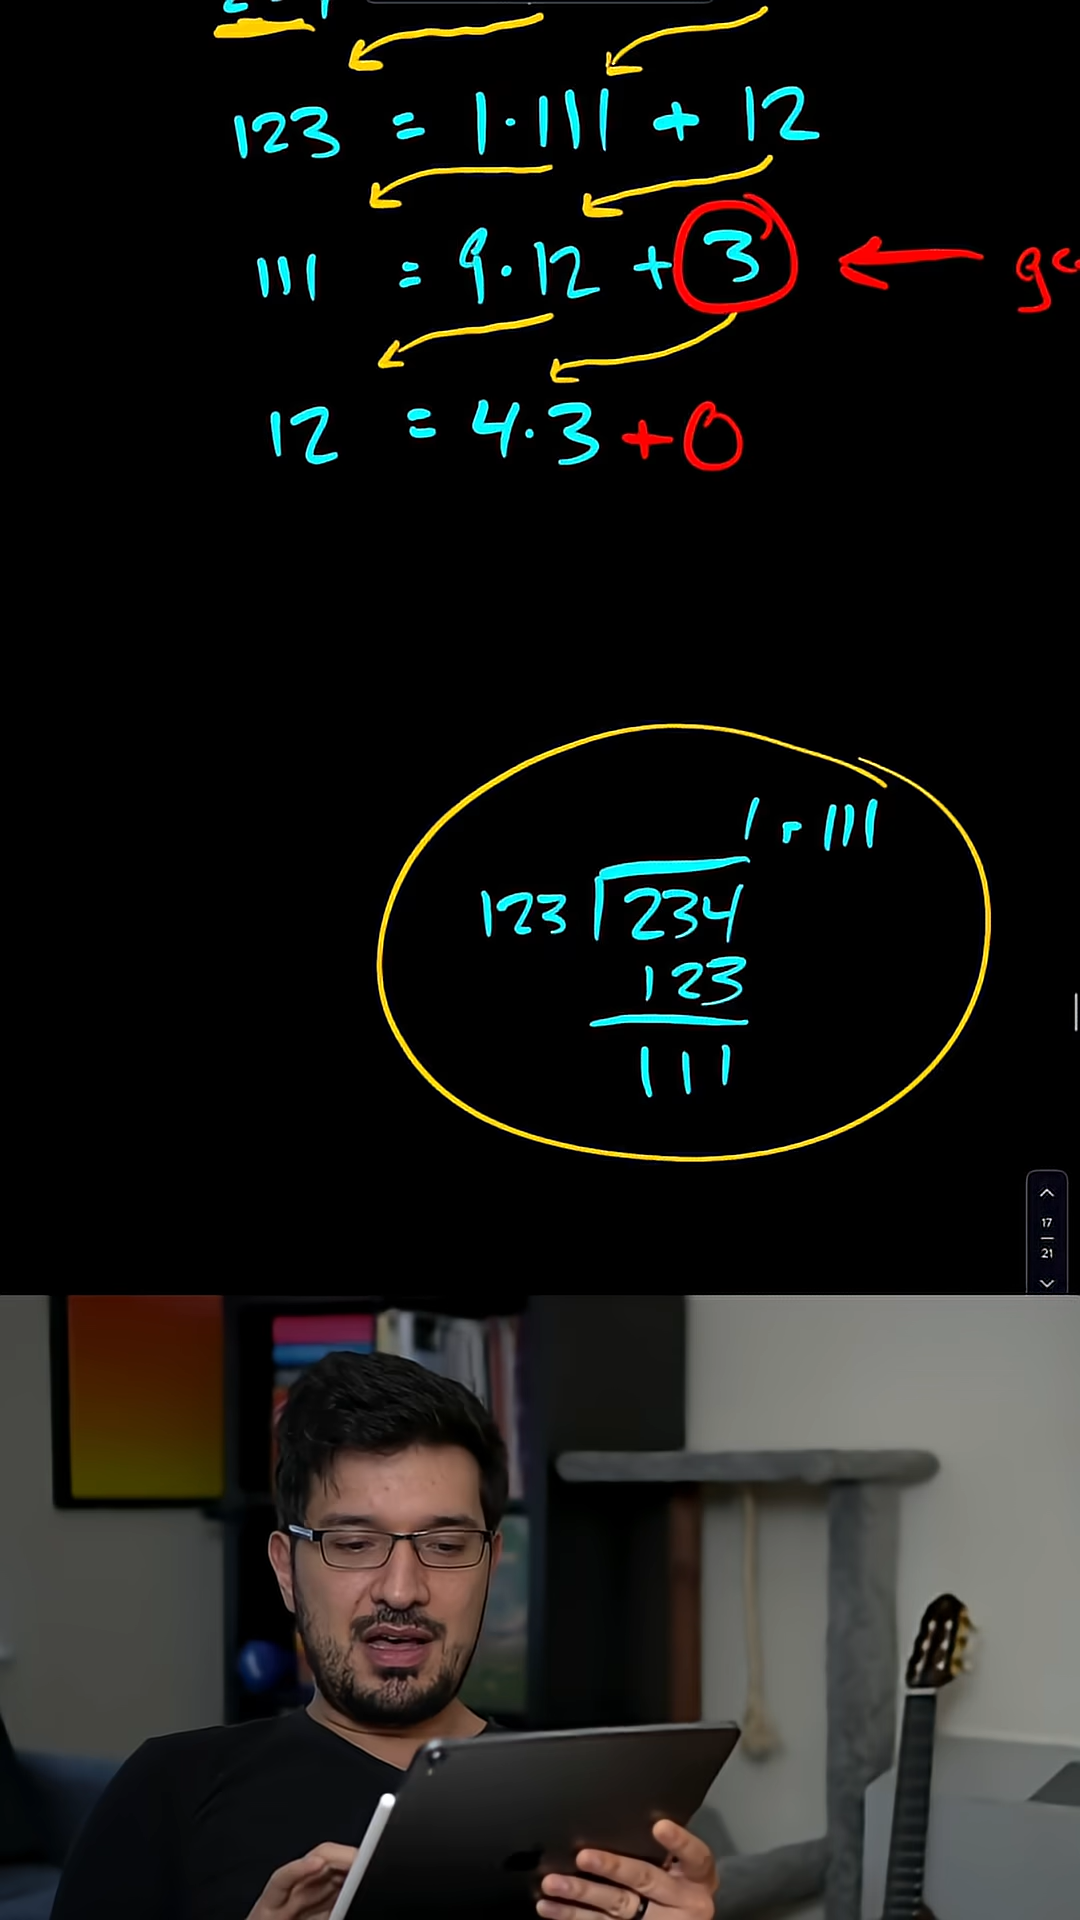 123 = 1·111 + 12
111 = 9·12 + 3
12 = 4·3 + 0
1 r 111
123 234
123
111
17
21